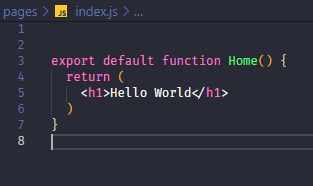 pages > JS index.js > ...
1
2
3 export default function Home() {
4   return (
5     <h1>Hello World</h1>
6   )
7 }
8